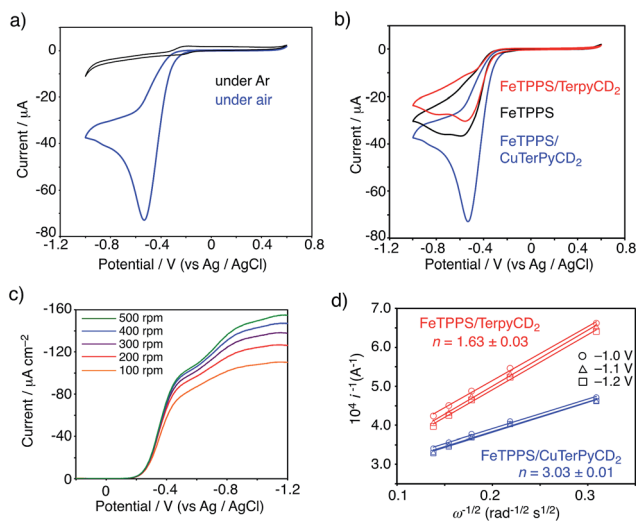 a)
0
-20
-40
-60
-80
Current / μA
under Ar
under air
-1.2
-0.8
-0.4
0
0.4
0.8
Potential / V (vs Ag / AgCl)
b)
0
-20
-40
-60
-80
Current / μA
FeTPPS/TerpyCD2
FeTPPS
FeTPPS/
CuTerPyCD2
-1.2
-0.8
-0.4
0
0.4
0.8
Potential / V (vs Ag / AgCl)
c)
-160
-120
-80
-40
0
Current / μA cm-2
500 rpm
400 rpm
300 rpm
200 rpm
100 rpm
0
-0.4
-0.8
-1.2
Potential / V (vs Ag / AgCl)
d)
7.0
6.0
5.0
4.0
3.0
10⁴ i⁻¹(A⁻¹)
FeTPPS/TerpyCD2
n = 1.63 ± 0.03
–1.0 V
–1.1 V
–1.2 V
FeTPPS/CuTerPyCD2
n = 3.03 ± 0.01
0.1
0.2
0.3
ω-1/2 (rad-1/2 s1/2)